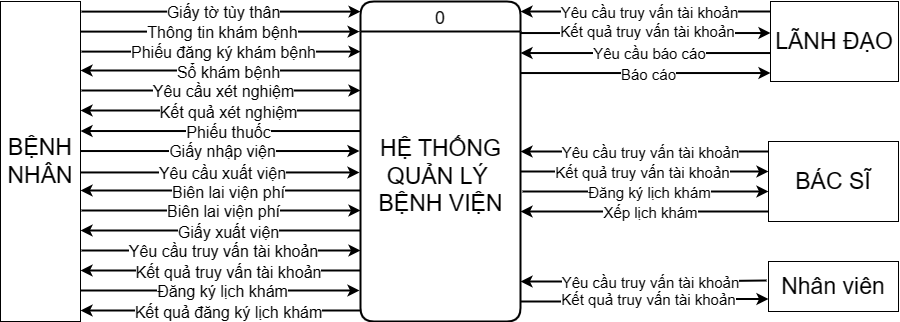 BỆNH
NHÂN
Giấy tờ tùy thân
Thông tin khám bệnh
Phiếu đăng ký khám bệnh
Sổ khám bệnh
Yêu cầu xét nghiệm
Kết quả xét nghiệm
Phiếu thuốc
Giấy nhập viện
Yêu cầu xuất viện
Biên lai viện phí
Biên lai viện phí
Giấy xuất viện
Yêu cầu truy vấn tài khoản
Kết quả truy vấn tài khoản
Đăng ký lịch khám
Kết quả đăng ký lịch khám
0
HỆ THỐNG
QUẢN LÝ
BỆNH VIỆN
Yêu cầu truy vấn tài khoản
Kết quả truy vấn tài khoản
Yêu cầu báo cáo
Báo cáo
LÃNH ĐẠO
Yêu cầu truy vấn tài khoản
Kết quả truy vấn tài khoản
Đăng ký lịch khám
Xếp lịch khám
BÁC SĨ
Yêu cầu truy vấn tài khoản
Kết quả truy vấn tài khoản
Nhân viên